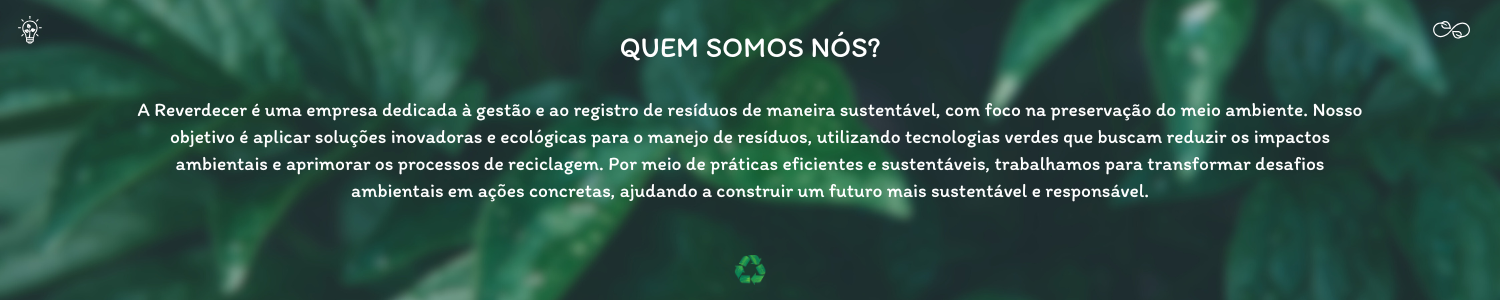 QUEM SOMOS NÓS?
A Reverdecer é uma empresa dedicada à gestão e ao registro de resíduos de maneira sustentável, com foco na preservação do meio ambiente. Nosso
objetivo é aplicar soluções inovadoras e ecológicas para o manejo de resíduos, utilizando tecnologias verdes que buscam reduzir os impactos
ambientais e aprimorar os processos de reciclagem. Por meio de práticas eficientes e sustentáveis, trabalhamos para transformar desafios
ambientais em ações concretas, ajudando a construir um futuro mais sustentável e responsável.